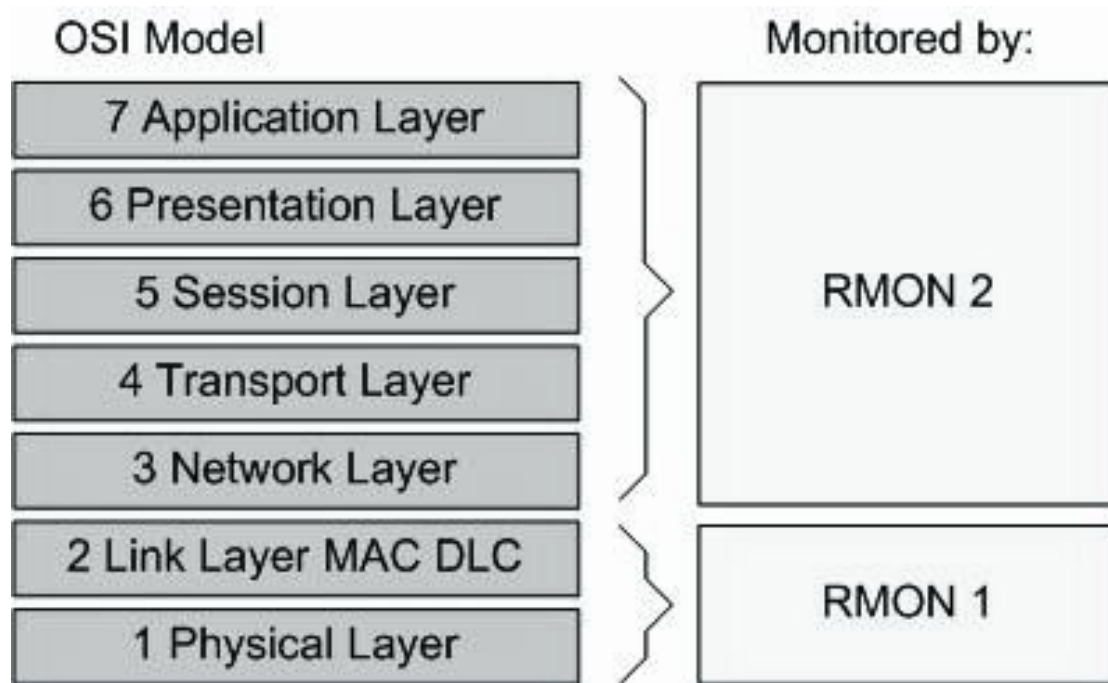 OSI Model
Monitored by:
7 Application Layer
6 Presentation Layer
5 Session Layer
4 Transport Layer
3 Network Layer
2 Link Layer MAC DLC
1 Physical Layer
RMON 2
RMON 1